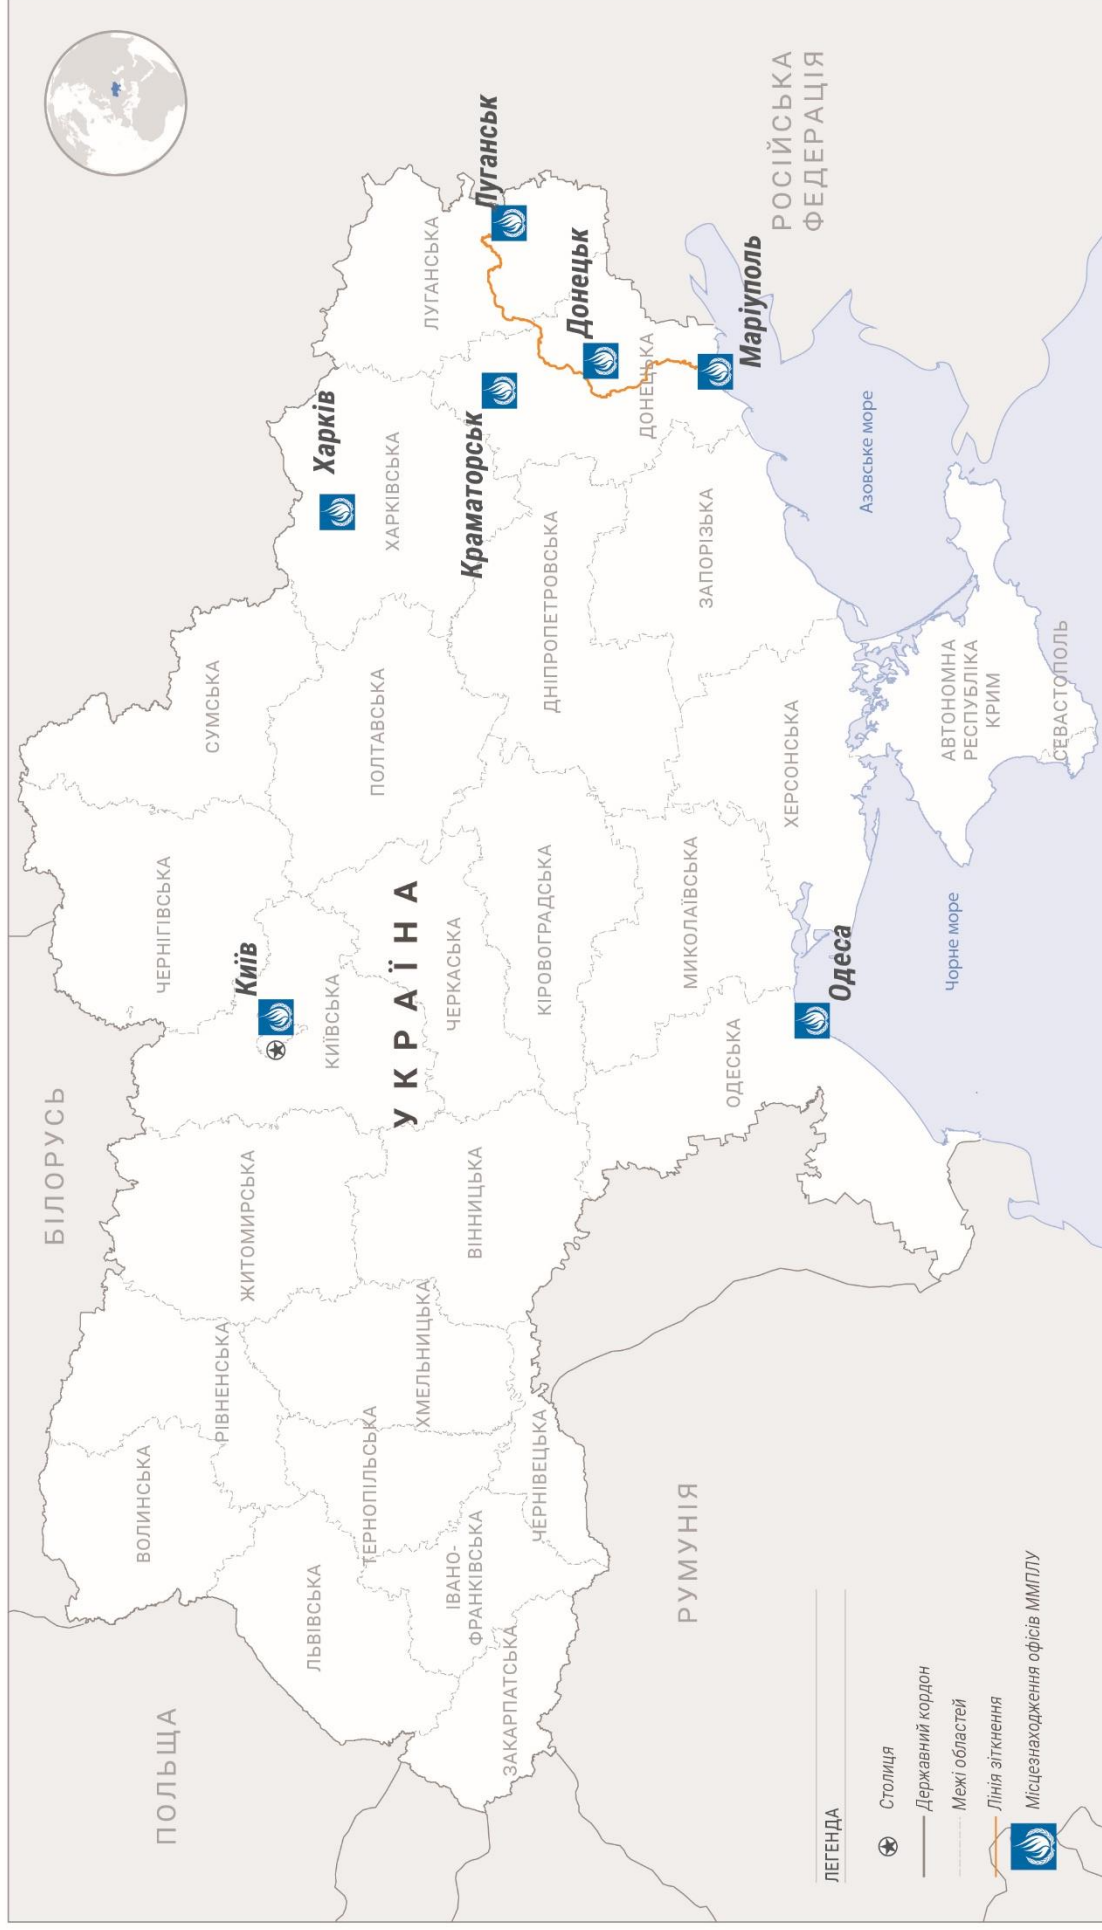 БІЛОРУСЬ
ПОЛЬЩА
РОСІЙСЬКА
ФЕДЕРАЦІЯ
РУМУНІЯ
УКРАЇНА
ВОЛИНСЬКА
РІВНЕНСЬКА
ЖИТОМИРСЬКА
Київ
КИЇВСЬКА
ЧЕРНІГІВСЬКА
СУМСЬКА
ЛЬВІВСЬКА
ТЕРНОПІЛЬСЬКА
ХМЕЛЬНИЦЬКА
ВІННИЦЬКА
ЧЕРКАСЬКА
ПОЛТАВСЬКА
Харків
ХАРКІВСЬКА
ЛУГАНСЬКА
Луганськ
ЗАКАРПАТСЬКА
ІВАНО-
ФРАНКІВСЬКА
ЧЕРНІВЕЦЬКА
КІРОВОГРАДСЬКА
ДНІПРОПЕТРОВСЬКА
Краматорськ
Донецьк
ДОНЕЦЬКА
Маріуполь
ОДЕСЬКА
МИКОЛАЇВСЬКА
ЗАПОРІЗЬКА
ХЕРСОНСЬКА
Одеса
Азовське море
Чорне море
АВТОНОМНА
РЕСПУБЛІКА
КРИМ
СЕВАСТОПОЛЬ
ЛЕГЕНДА
Столиця
Державний кордон
Межі областей
Лінія зіткнення
Місцезнаходження офісів ММПЛУ